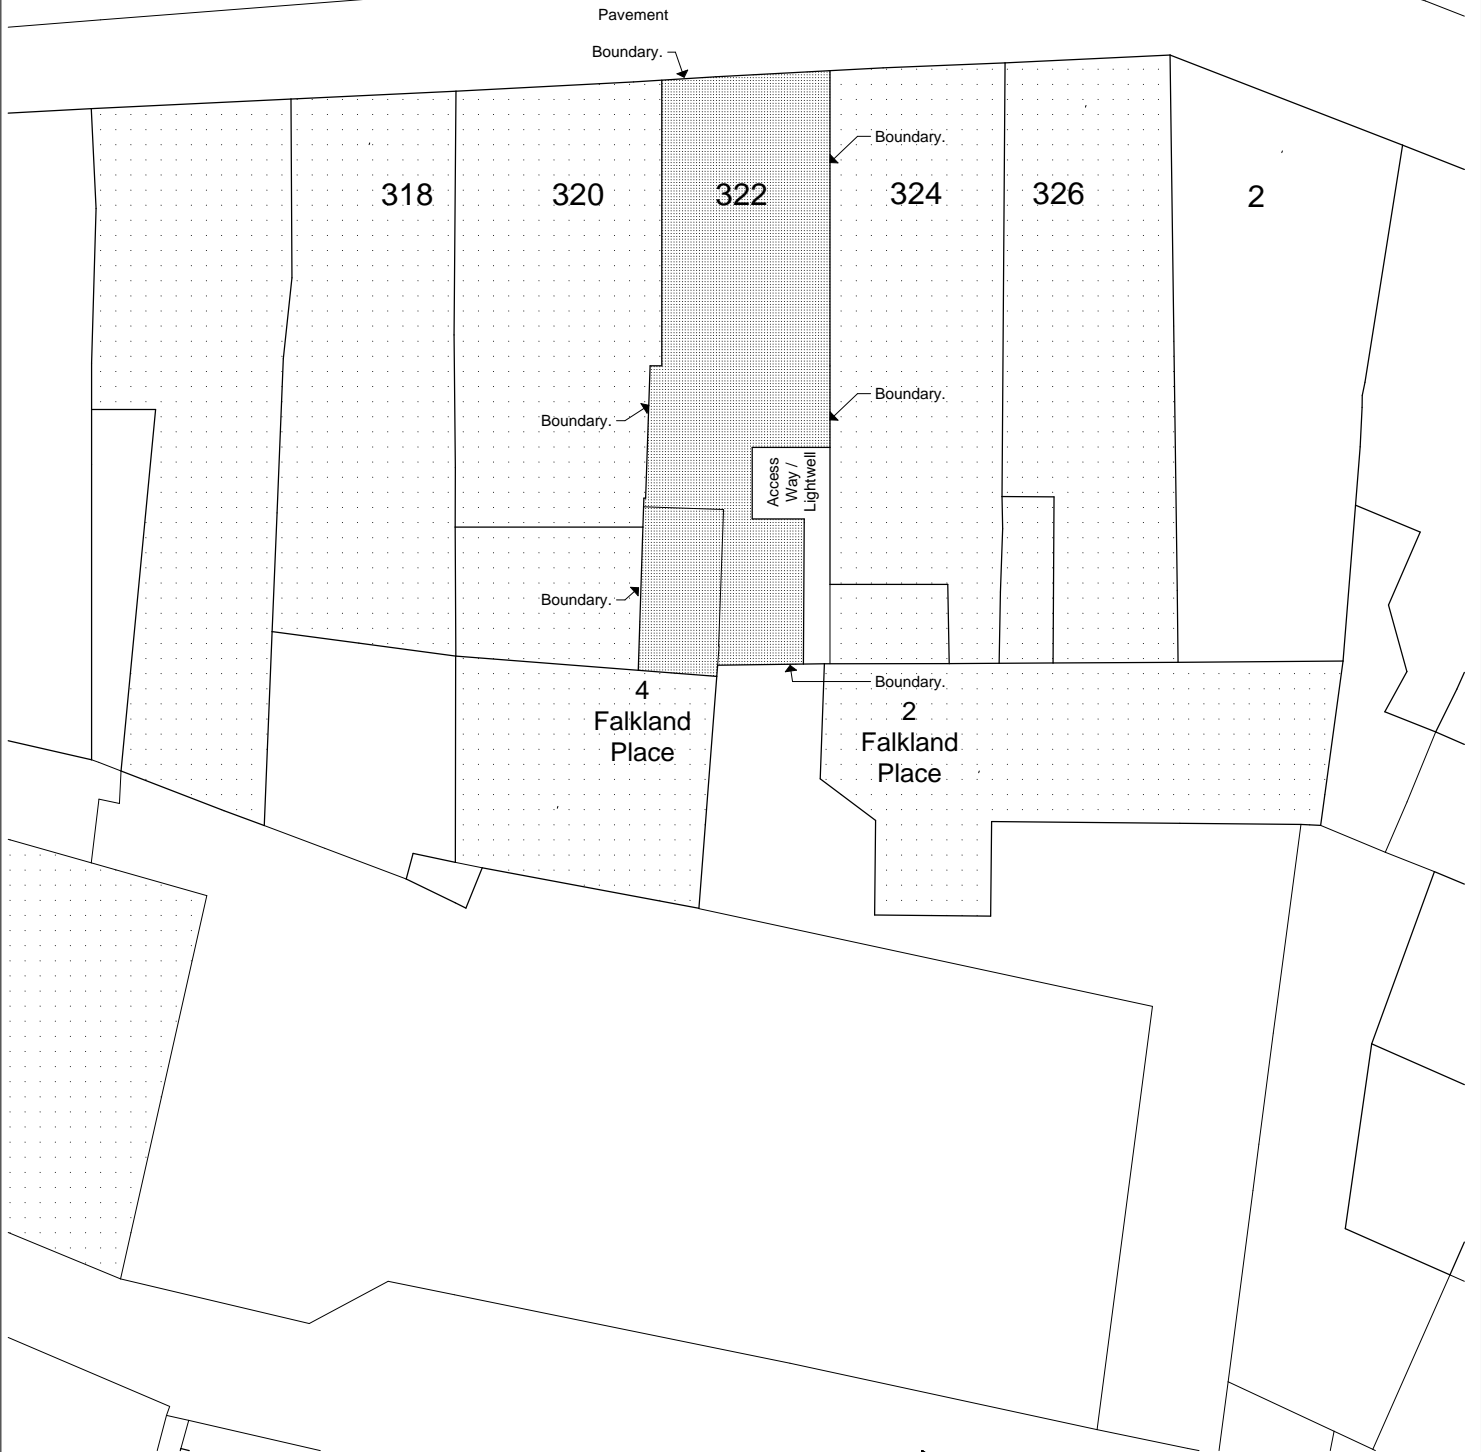 Pavement
Boundary.
Boundary.
318
320
322
324
326
2
Boundary.
Boundary.
Access
Way /
Lightwell
Boundary.
Boundary.
4
Falkland
Place
2
Falkland
Place